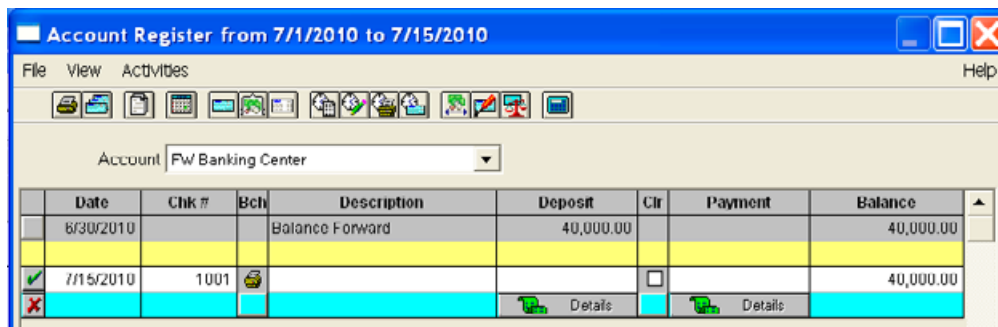 Account Register from 7/1/2010 to 7/15/2010
File View Activities Help
Account FW Banking Center
Date Chk # Bch Description Deposit Clr Payment Balance
6/30/2010 Balance Forward 40,000.00 40,000.00
7/15/2010 1001 40,000.00
Details Details